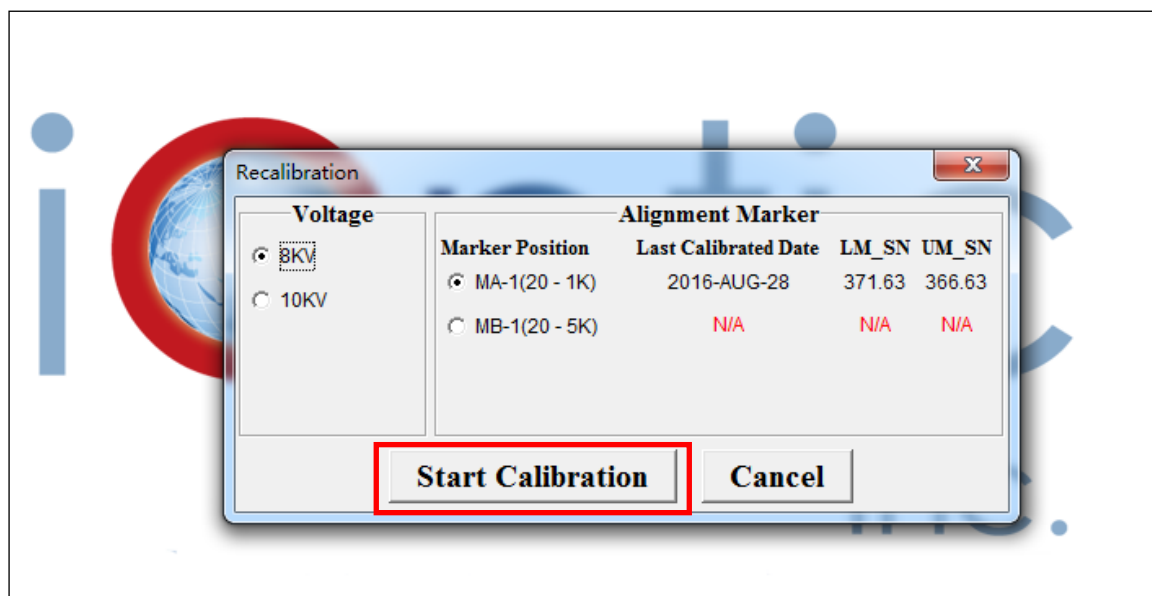 Recalibration
Voltage
8KV
10KV
Alignment Marker
Marker Position Last Calibrated Date LM_SN UM_SN
MA-1(20 - 1K) 2016-AUG-28 371.63 366.63
MB-1(20 - 5K) N/A N/A N/A
Start Calibration Cancel